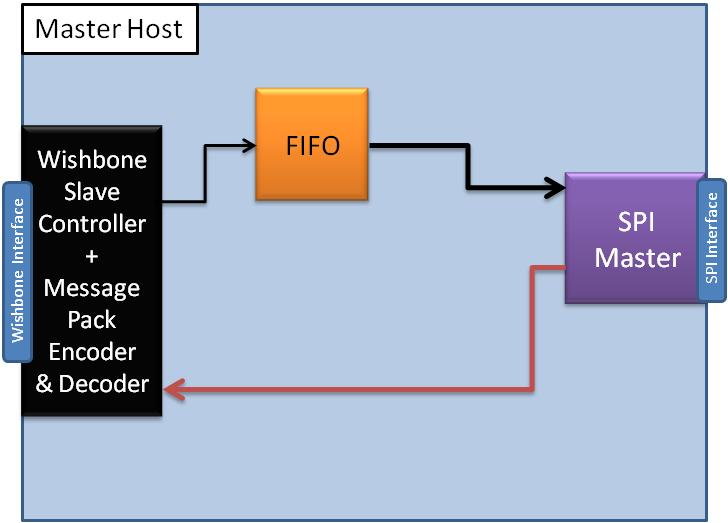 Master Host
FIFO
Wishbone
Slave
Controller
+
Message
Pack
Encoder
& Decoder
Wishbone Interface
SPI
Master
SPI Interface